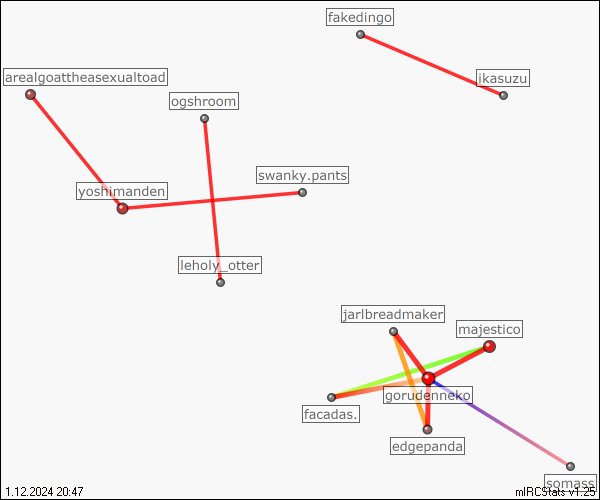 fakedingo
arealgoattheasexualtoad
ikasuzu
ogshroom
swanky.pants
yoshimanden
leholy_otter
jarlbreadmaker
majestico
gorudenneko
facadas.
edgepanda
somass
1.12.2024 20:47
mIRCStats v1.25